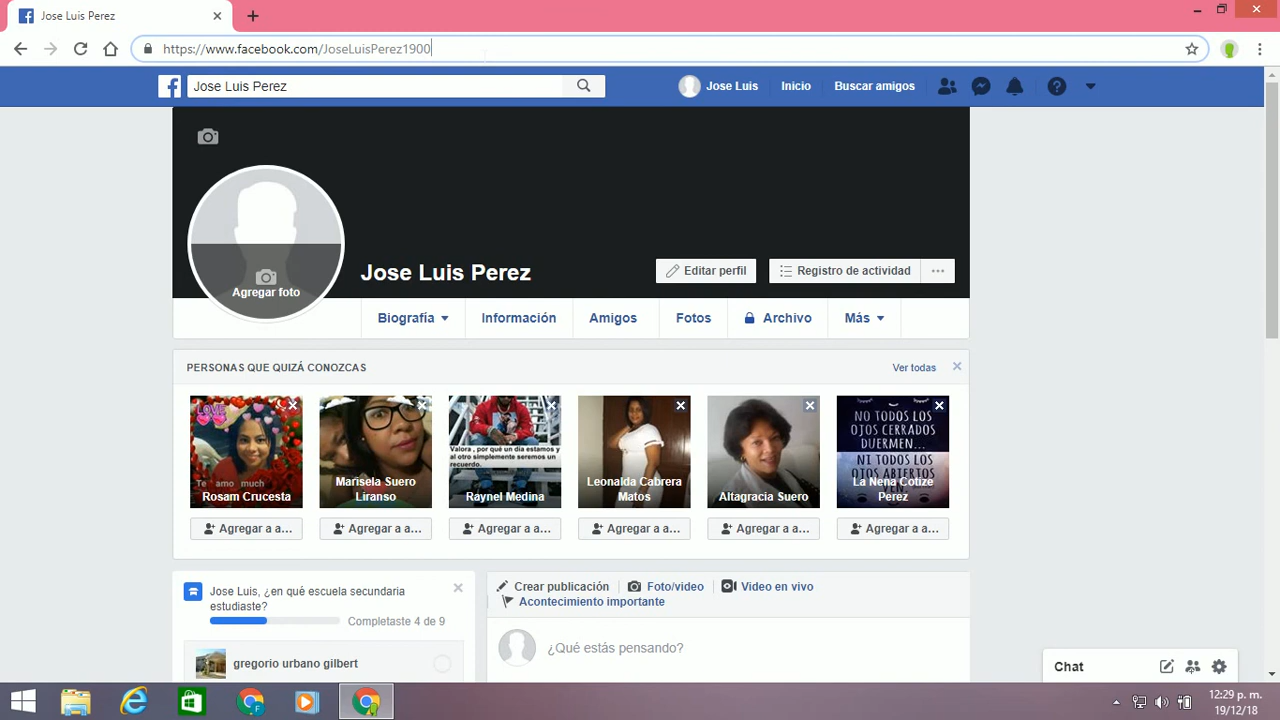 Jose Luis Perez
https://www.facebook.com/JoseLuisPerez1900
Jose Luis Perez
Jose Luis
Inicio
Buscar amigos
Agregar foto
Jose Luis Perez
Editar perfil
Registro de actividad
Biografía
Información
Amigos
Fotos
Archivo
Más
PERSONAS QUE QUIZÁ CONOZCAS
Ver todas
LOVE
Te amo much
Rosam Crucesta
Marisela Suero
Liranso
Valora , por qué un día estamos y
al otro simplemente seremos un
recuerdo.
Raynel Medina
Leonalda Cabrera
Matos
Altagracia Suero
NO TODOS LOS
OJOS CERRADOS
DUERMEN...
NI TODOS LOS
OJOS ABIERTOS
La Nena Cotize
Perez
Agregar a a...
Agregar a a...
Agregar a a...
Agregar a a...
Agregar a a...
Agregar a a...
Jose Luis, ¿en qué escuela secundaria
estudiaste?
Completaste 4 de 9
gregorio urbano gilbert
Crear publicación
Foto/video
Video en vivo
Acontecimiento importante
¿Qué estás pensando?
Chat
12:29 p. m.
19/12/18